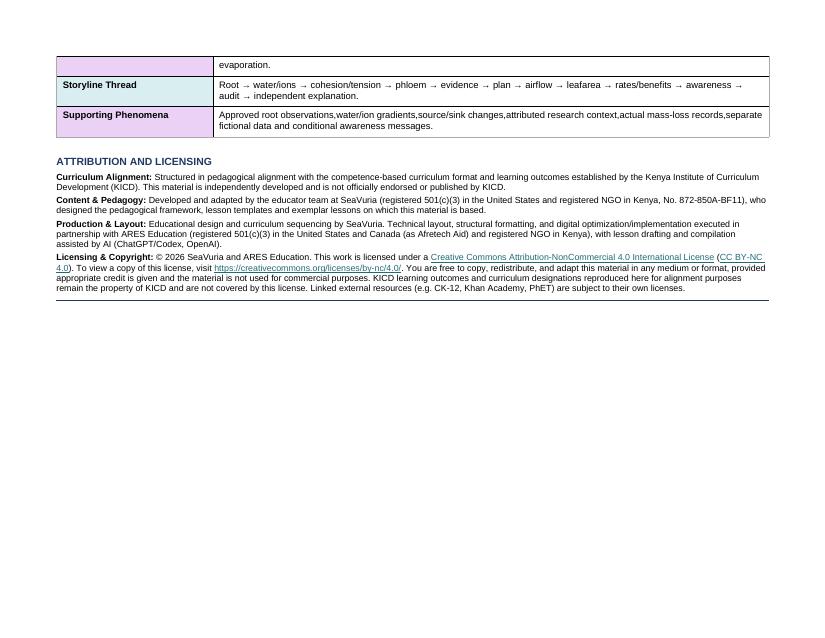 evaporation.
Storyline Thread
Root → water/ions → cohesion/tension → phloem → evidence → plan → airflow → leafarea → rates/benefits → awareness →
audit → independent explanation.
Supporting Phenomena
Approved root observations,water/ion gradients,source/sink changes,attributed research context,actual mass-loss records,separate
fictional data and conditional awareness messages.
ATTRIBUTION AND LICENSING
Curriculum Alignment: Structured in pedagogical alignment with the competence-based curriculum format and learning outcomes established by the Kenya Institute of Curriculum
Development (KICD). This material is independently developed and is not officially endorsed or published by KICD.
Content & Pedagogy: Developed and adapted by the educator team at SeaVuria (registered 501(c)(3) in the United States and registered NGO in Kenya, No. 872-850A-BF11), who
designed the pedagogical framework, lesson templates and exemplar lessons on which this material is based.
Production & Layout: Educational design and curriculum sequencing by SeaVuria. Technical layout, structural formatting, and digital optimization/implementation executed in
partnership with ARES Education (registered 501(c)(3) in the United States and Canada (as Afretech Aid) and registered NGO in Kenya), with lesson drafting and compilation
assisted by AI (ChatGPT/Codex, OpenAI).
Licensing & Copyright: © 2026 SeaVuria and ARES Education. This work is licensed under a Creative Commons Attribution-NonCommercial 4.0 International License (CC BY-NC
4.0). To view a copy of this license, visit https://creativecommons.org/licenses/by-nc/4.0/. You are free to copy, redistribute, and adapt this material in any medium or format, provided
appropriate credit is given and the material is not used for commercial purposes. KICD learning outcomes and curriculum designations reproduced here for alignment purposes
remain the property of KICD and are not covered by this license. Linked external resources (e.g. CK-12, Khan Academy, PhET) are subject to their own licenses.